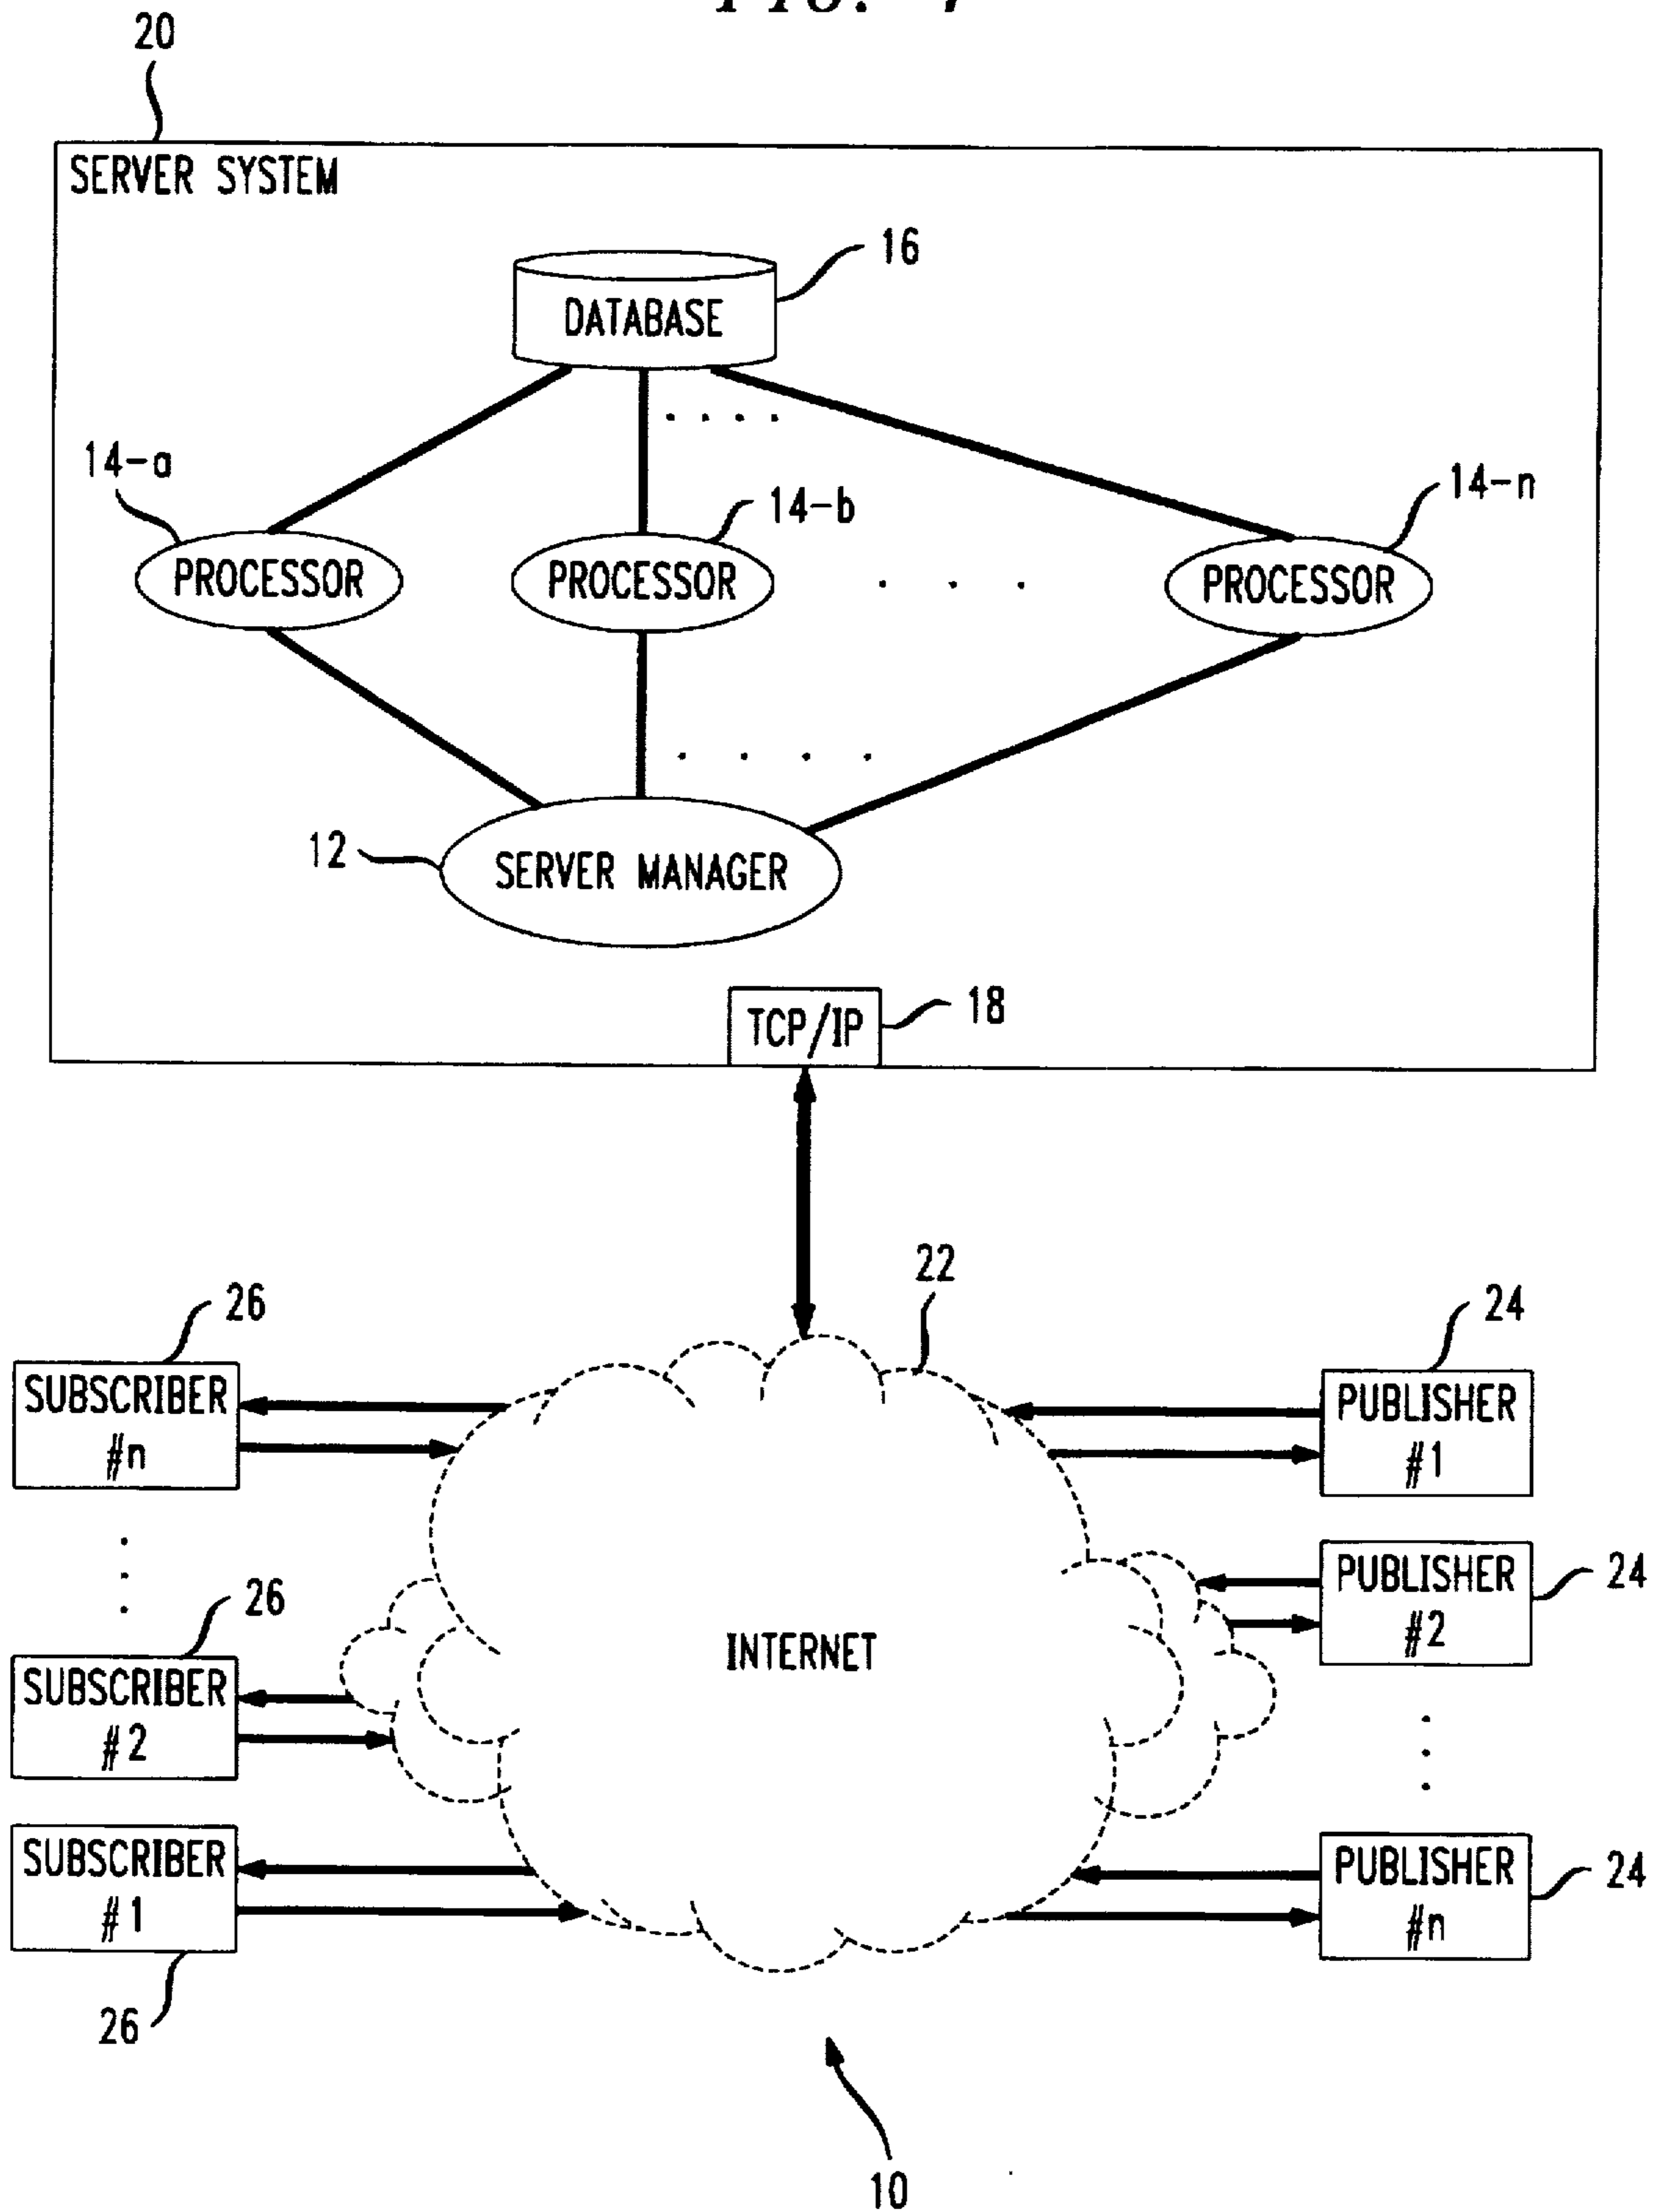 20
SERVER SYSTEM
16
DATABASE
14-a
14-b
14-n
PROCESSOR
PROCESSOR
PROCESSOR
12
SERVER MANAGER
TCP/IP
18
22
26
24
SUBSCRIBER
#n
PUBLISHER
#1
26
SUBSCRIBER
#2
INTERNET
PUBLISHER
#2
24
SUBSCRIBER
#1
26
PUBLISHER
#n
24
10